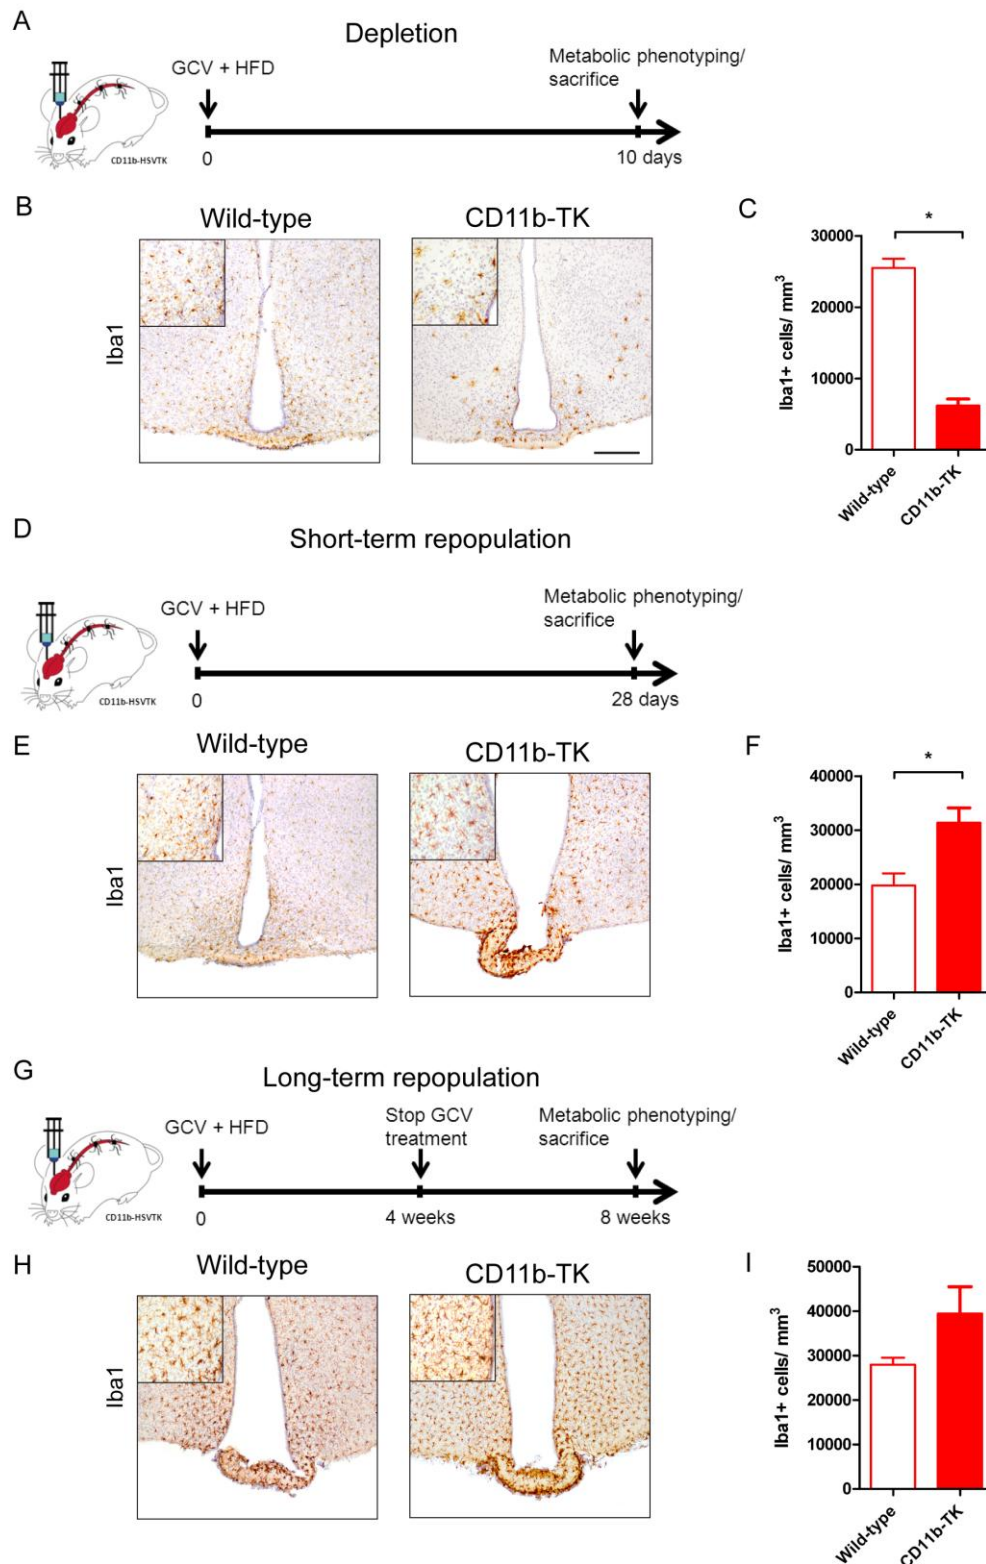 A
Depletion
GCV + HFD
Metabolic phenotyping/
sacrifice
CD11b-HSVTK
0
10 days
B
Wild-type
CD11b-TK
Iba1
C
*
30000
20000
10000
0
Iba1+ cells/ mm³
Wild-type
CD11b-TK
D
Short-term repopulation
GCV + HFD
Metabolic phenotyping/
sacrifice
CD11b-HSVTK
0
28 days
E
Wild-type
CD11b-TK
Iba1
F
*
40000
30000
20000
10000
0
Iba1+ cells/ mm³
Wild-type
CD11b-TK
G
Long-term repopulation
GCV + HFD
Stop GCV
treatment
Metabolic phenotyping/
sacrifice
CD11b-HSVTK
0
4 weeks
8 weeks
H
Wild-type
CD11b-TK
Iba1
I
50000
40000
30000
20000
10000
0
Iba1+ cells/ mm³
Wild-type
CD11b-TK